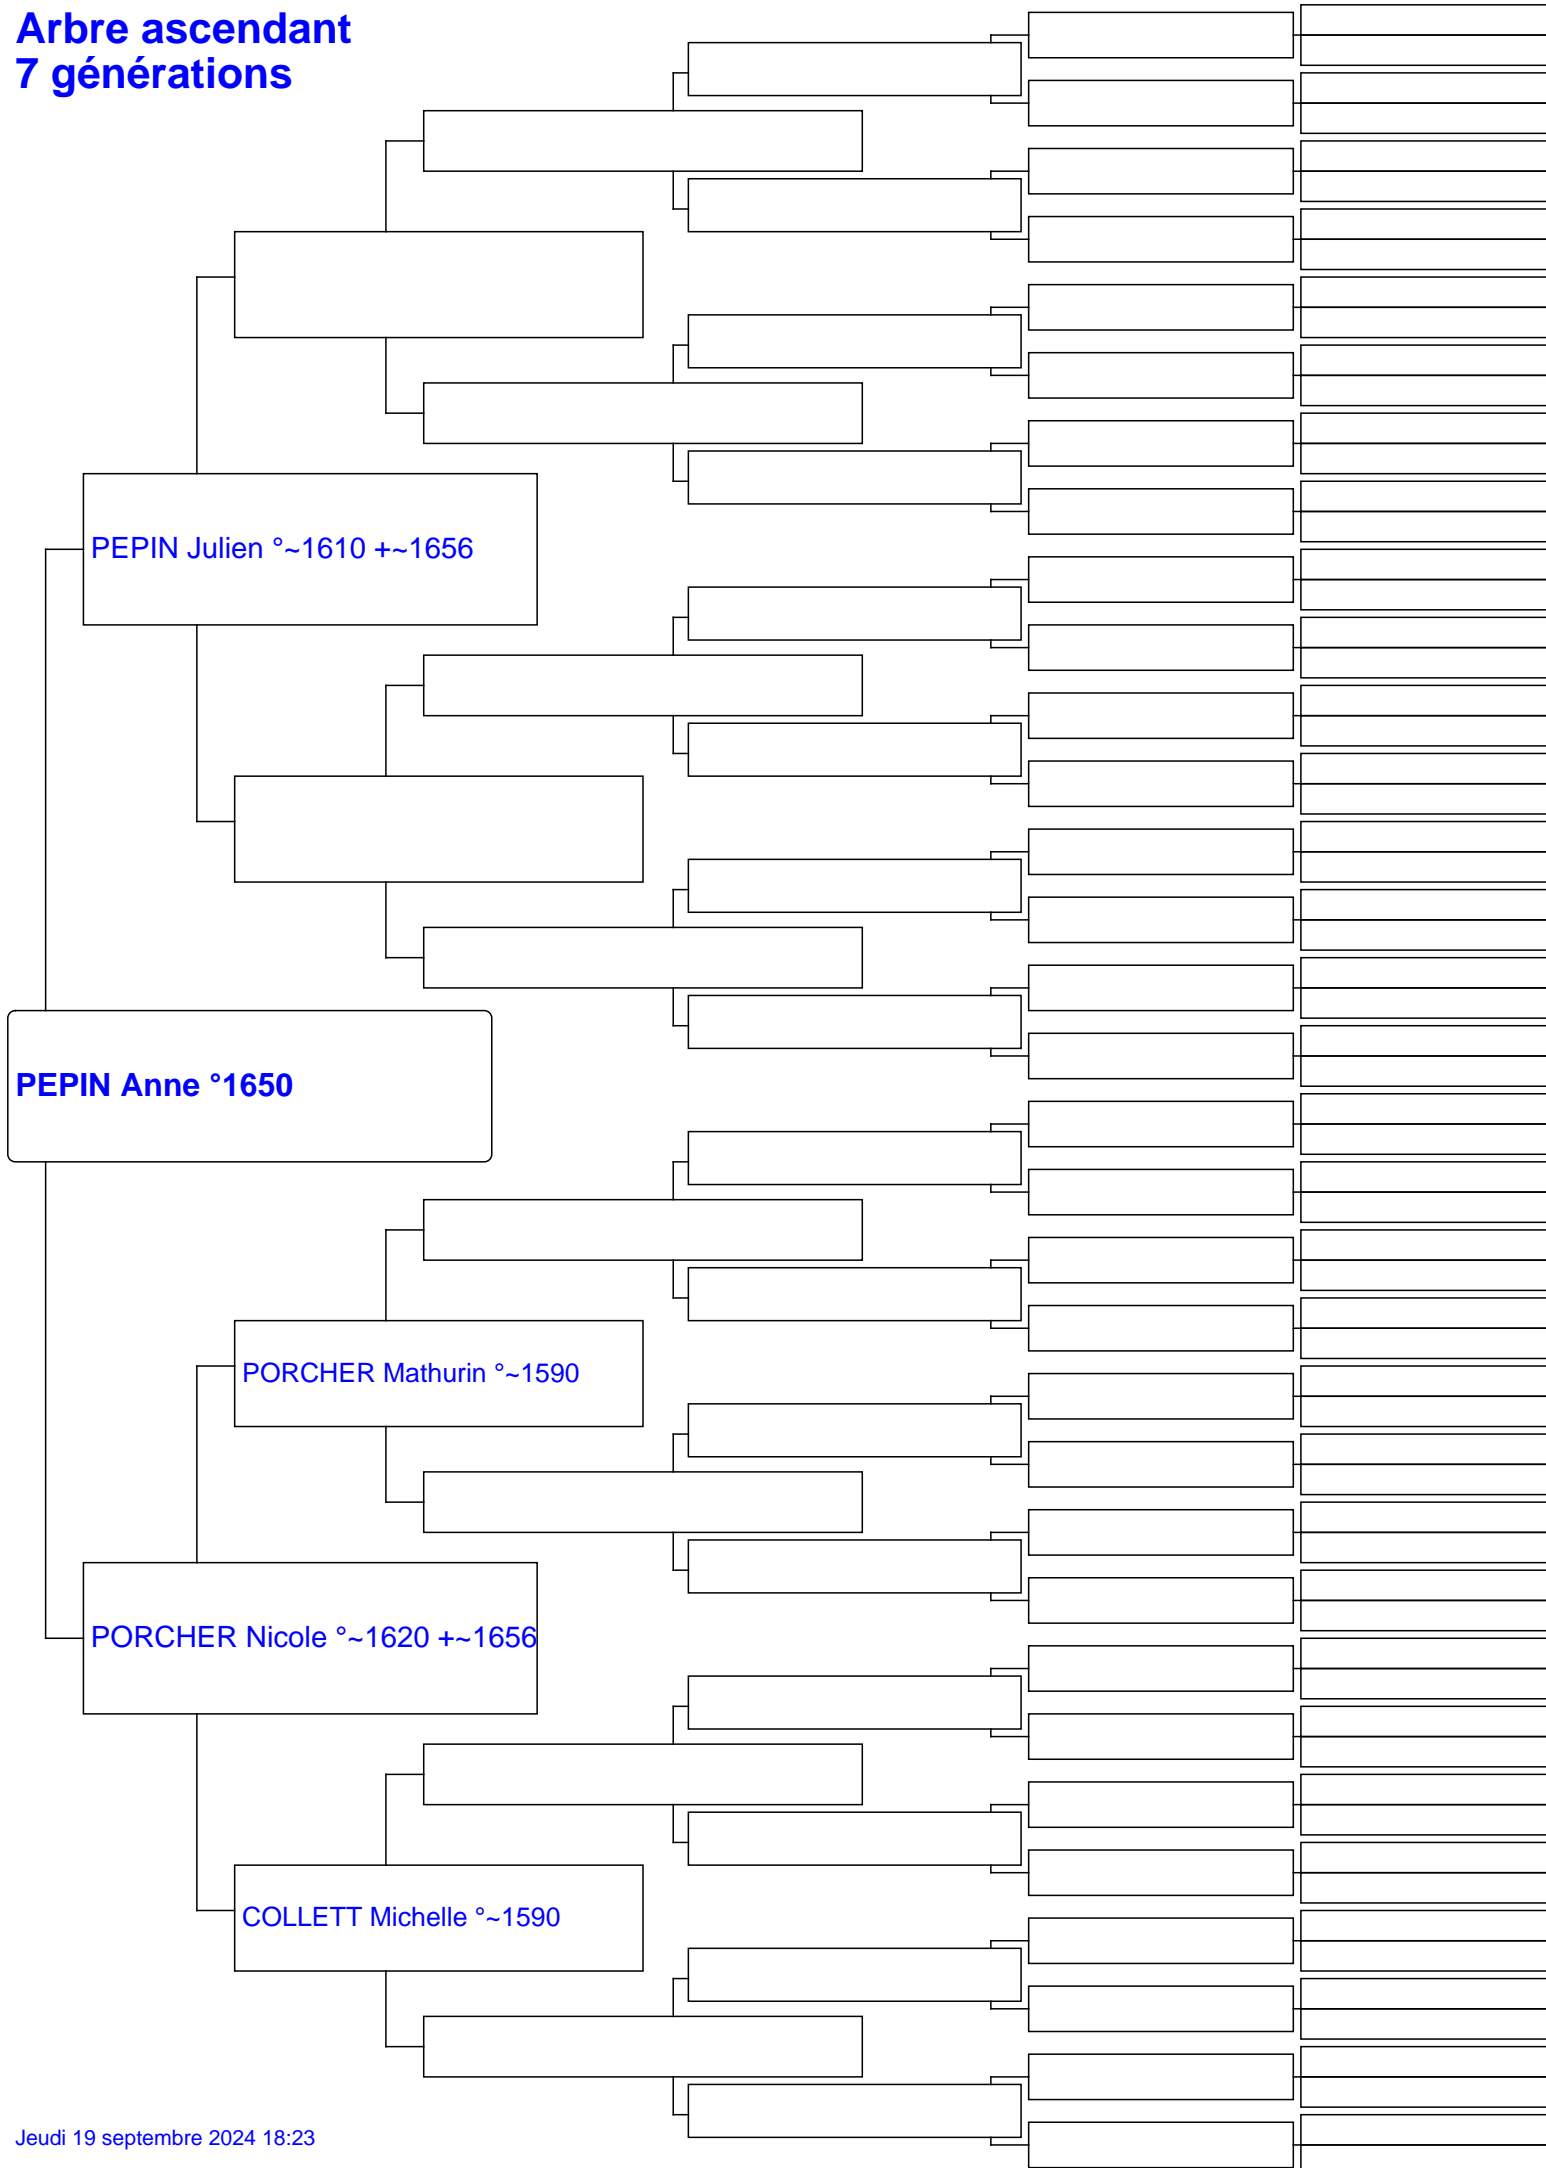 Arbre ascendant
7 générations
PEPIN Julien °~1610 +~1656
PEPIN Anne °1650
PORCHER Mathurin °~1590
PORCHER Nicole °~1620 +~1656
COLLETT Michelle °~1590
Jeudi 19 septembre 2024 18:23